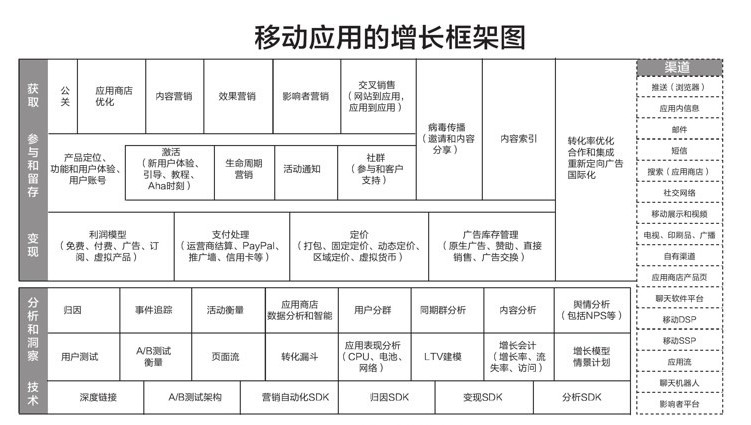 移动应用的增长框架图
获取
公
关
应用商店
优化
内容营销
效果营销
影响者营销
交叉销售
（网站到应用，
应用到应用）
病毒传播
（邀请和内容
分享）
内容索引
转化率优化
合作和集成
重新定向广告
国际化
参与和留存
产品定位、
功能和用户体验、
用户账号
激活
（新用户体验、
引导、教程、
Aha时刻）
生命周期
营销
活动通知
社群
（参与和客户
支持）
变现
利润模型
（免费、付费、广告、订
阅、虚拟产品）
支付处理
（运营商结算、PayPal、
推广墙、信用卡等）
定价
（打包、固定定价、动态定价、
区域定价、虚拟货币）
广告库存管理
（原生广告、赞助、直接
销售、广告交换）
分析和洞察
归因
事件追踪
活动衡量
应用商店
数据分析和智能
用户分群
同期群分析
内容分析
舆情分析
（包括NPS等）
用户测试
A/B测试
衡量
页面流
转化漏斗
应用表现分析
（CPU、电池、
网络）
LTV建模
增长会计
（增长率、流
失率、访问）
增长模型
情景计划
技术
深度链接
A/B测试架构
营销自动化SDK
归因SDK
变现SDK
分析SDK
渠道
推送（浏览器）
应用内信息
邮件
短信
搜索（应用商店）
社交网络
移动展示和视频
电视、印刷品、广播
自有渠道
应用商店产品页
聊天软件平台
移动DSP
移动SSP
应用流
聊天机器人
影响者平台